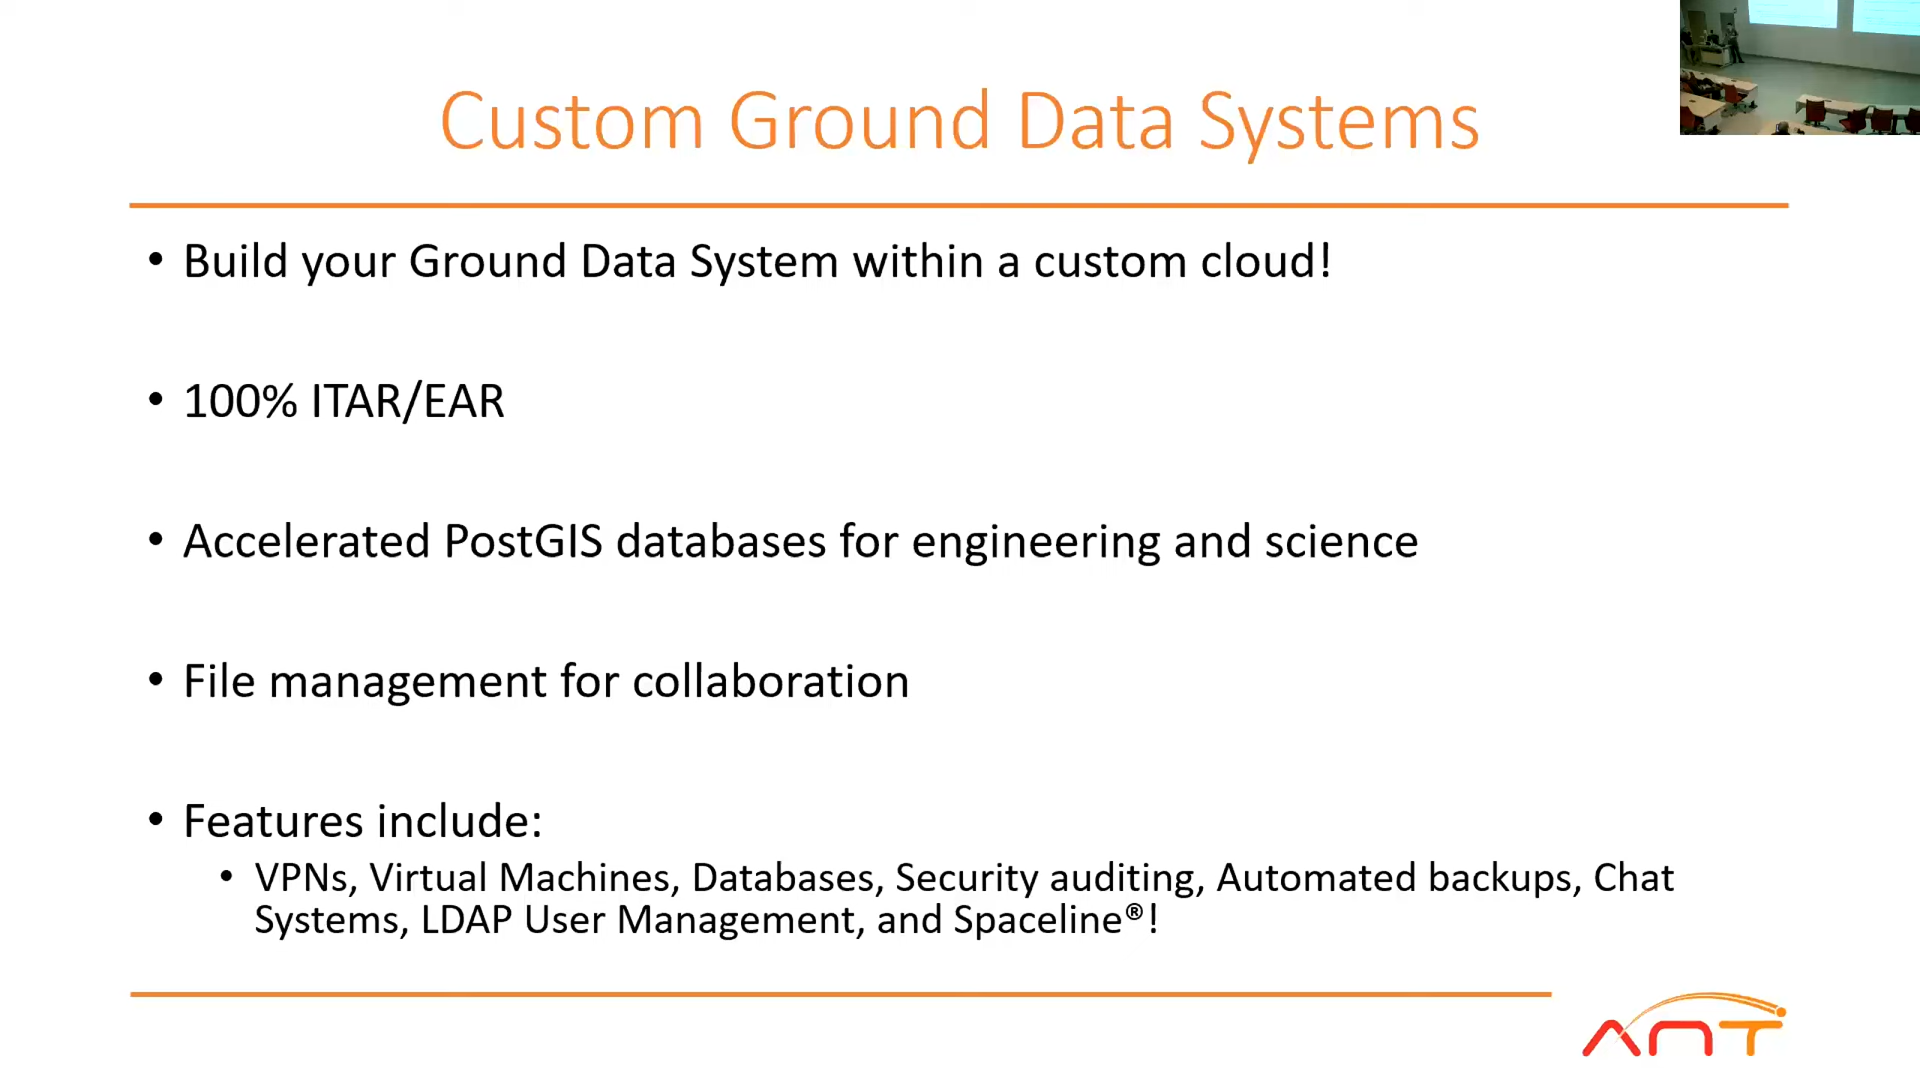 Custom Ground Data Systems
• Build your Ground Data System within a custom cloud!
• 100% ITAR/EAR
• Accelerated PostGIS databases for engineering and science
• File management for collaboration
• Features include:
• VPNs, Virtual Machines, Databases, Security auditing, Automated backups, Chat
Systems, LDAP User Management, and Spaceline®!
ANT